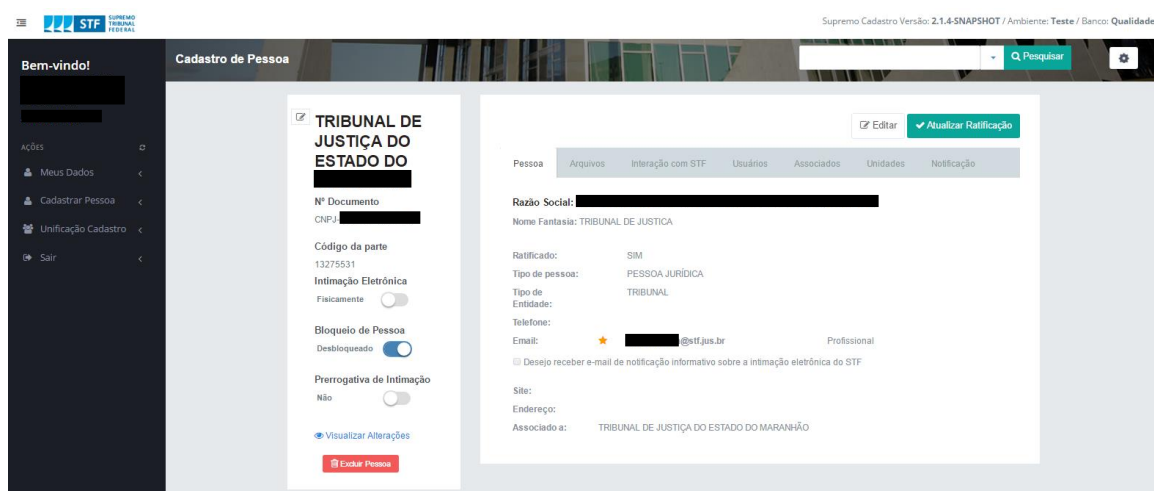 STF SUPREMO TRIBUNAL FEDERAL
Supremo Cadastro Versão: 2.1.4-SNAPSHOT / Ambiente: Teste / Banco: Qualidade
Bem-vindo!
Cadastro de Pessoa
Pesquisar
AÇÕES
Meus Dados
Cadastrar Pessoa
Unificação Cadastro
Sair
TRIBUNAL DE
JUSTIÇA DO
ESTADO DO
Nº Documento
CNPJ-
Código da parte
13275531
Intimação Eletrônica
Fisicamente
Bloqueio de Pessoa
Desbloqueado
Prerrogativa de Intimação
Não
Visualizar Alterações
Excluir Pessoa
Editar
Atualizar Ratificação
Pessoa Arquivos Interação com STF Usuários Associados Unidades Notificação
Razão Social:
Nome Fantasia: TRIBUNAL DE JUSTICA
Ratificado: SIM
Tipo de pessoa: PESSOA JURÍDICA
Tipo de Entidade: TRIBUNAL
Telefone:
Email: @stf.jus.br Profissional
Desejo receber e-mail de notificação informativo sobre a intimação eletrônica do STF
Site:
Endereço:
Associado a: TRIBUNAL DE JUSTIÇA DO ESTADO DO MARANHÃO